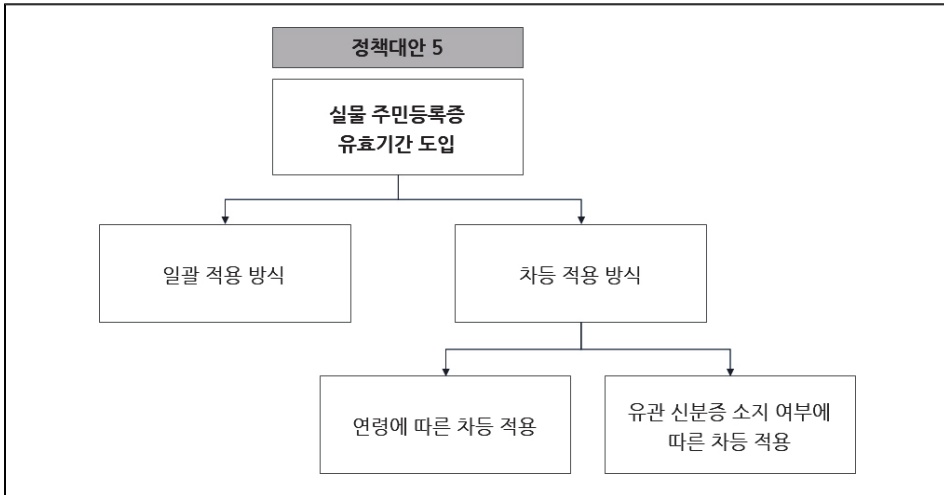 정책대안 5
실물 주민등록증
유효기간 도입
일괄 적용 방식
차등 적용 방식
연령에 따른 차등 적용
유관 신분증 소지 여부에
따른 차등 적용